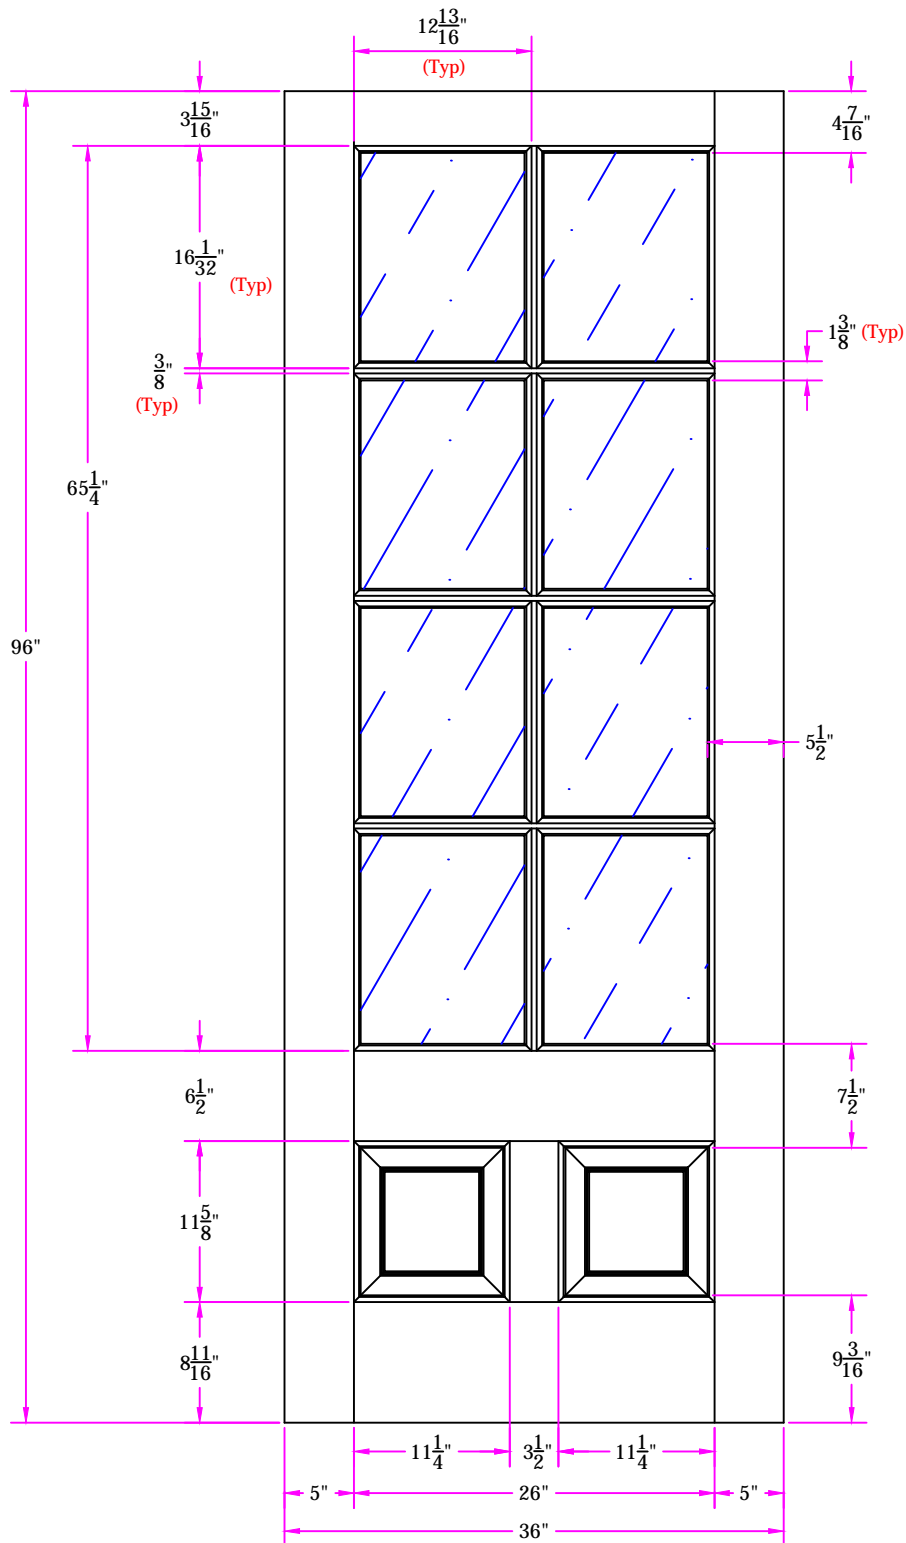 12 13/16"
(Typ)
3 15/16"
4 7/16"
16 1/32"
(Typ)
1 3/8" (Typ)
3/8"
(Typ)
65 1/4"
96"
5 1/2"
6 1/2"
7 1/2"
11 5/8"
8 11/16"
9 3/16"
11 1/4" 3 1/2" 11 1/4"
5" 26" 5"
36"